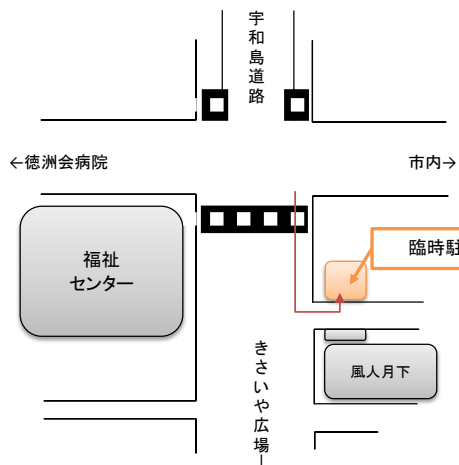 宇和島道路
←徳洲会病院
市内→
福祉
センター
臨時駐
きさいや広場
風人月下